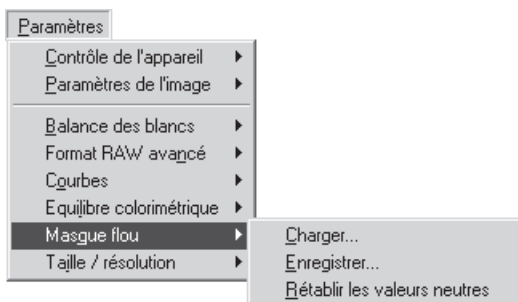 Paramètres
Contrôle de l'appareil
Paramètres de l'image
Balance des blancs
Format RAW avancé
Courbes
Equilibre colorimétrique
Masque flou
Taille / résolution
Charger...
Enregistrer...
Rétablir les valeurs neutres